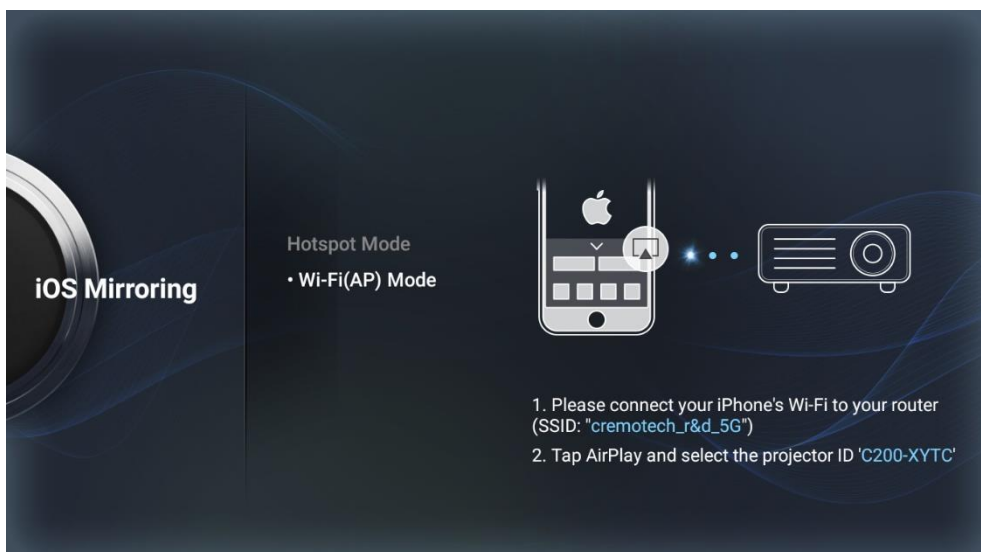 iOS Mirroring
Hotspot Mode
• Wi-Fi(AP) Mode
1. Please connect your iPhone's Wi-Fi to your router
(SSID: "cremotech_r&d_5G")
2. Tap AirPlay and select the projector ID 'C200-XYTC'